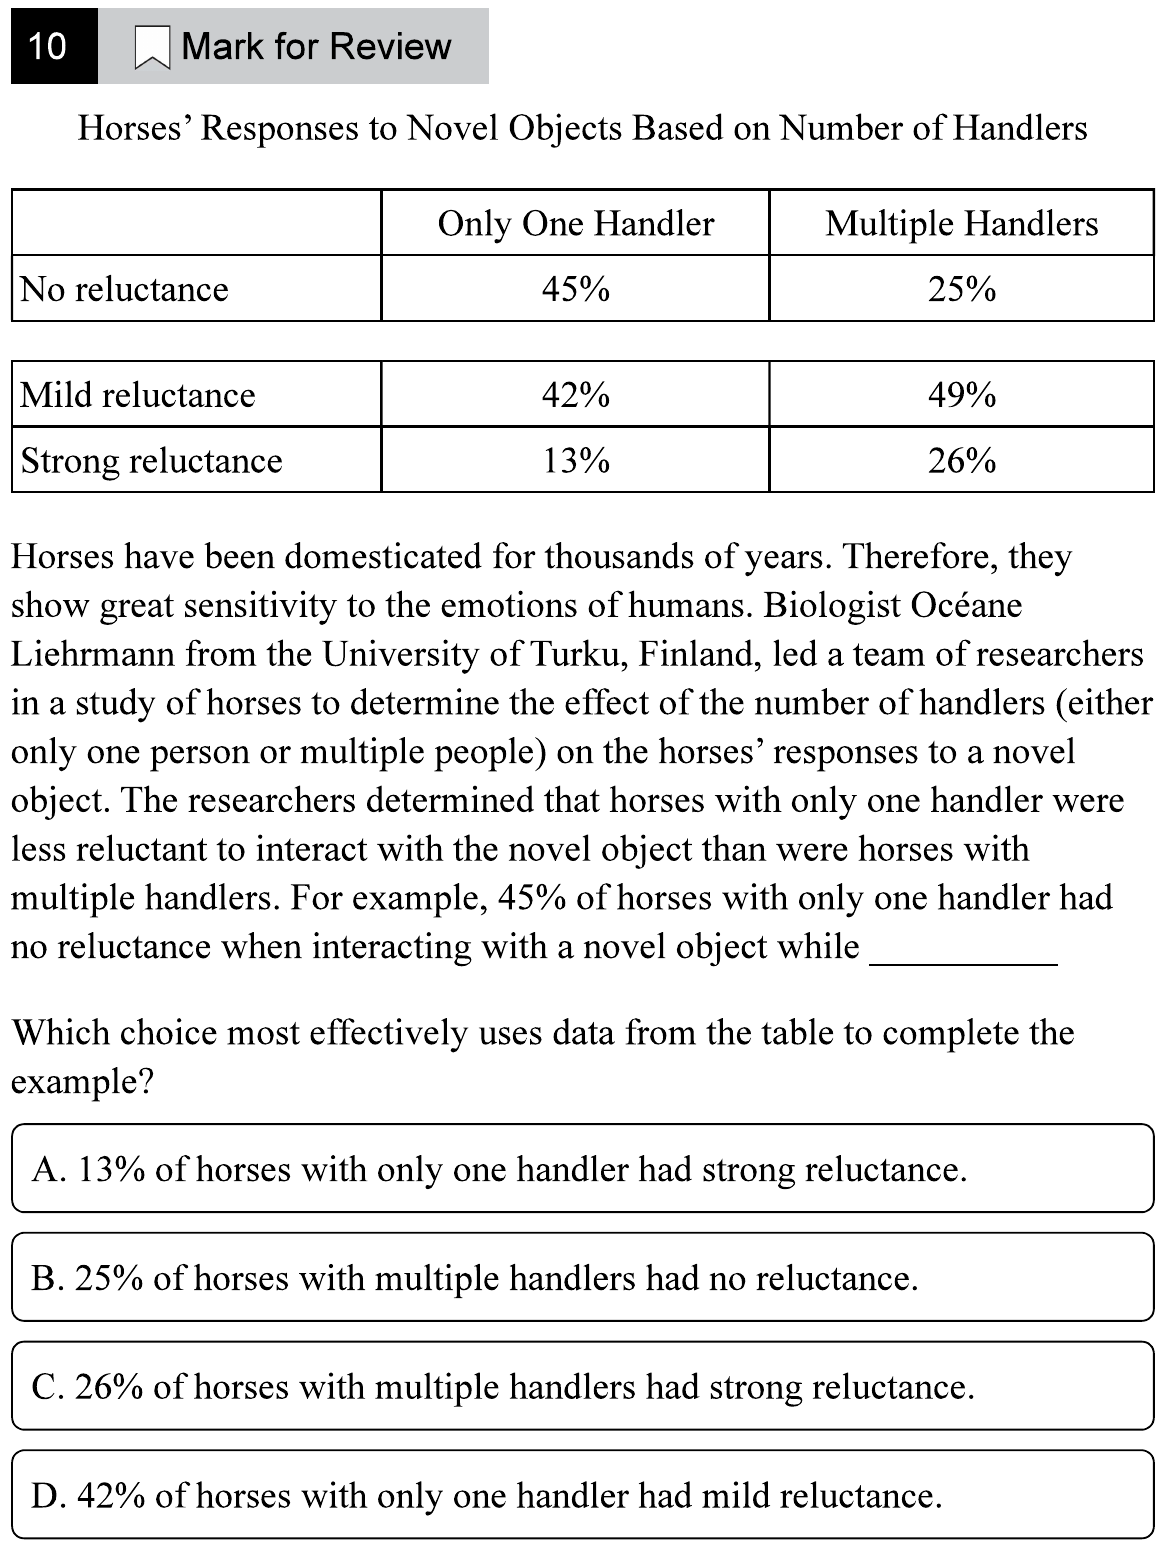 10 Mark for Review
Horses’ Responses to Novel Objects Based on Number of Handlers
Only One Handler Multiple Handlers
No reluctance 45% 25%
Mild reluctance 42% 49%
Strong reluctance 13% 26%
Horses have been domesticated for thousands of years. Therefore, they
show great sensitivity to the emotions of humans. Biologist Océane
Liehrmann from the University of Turku, Finland, led a team of researchers
in a study of horses to determine the effect of the number of handlers (either
only one person or multiple people) on the horses’ responses to a novel
object. The researchers determined that horses with only one handler were
less reluctant to interact with the novel object than were horses with
multiple handlers. For example, 45% of horses with only one handler had
no reluctance when interacting with a novel object while __________
Which choice most effectively uses data from the table to complete the
example?
A. 13% of horses with only one handler had strong reluctance.
B. 25% of horses with multiple handlers had no reluctance.
C. 26% of horses with multiple handlers had strong reluctance.
D. 42% of horses with only one handler had mild reluctance.